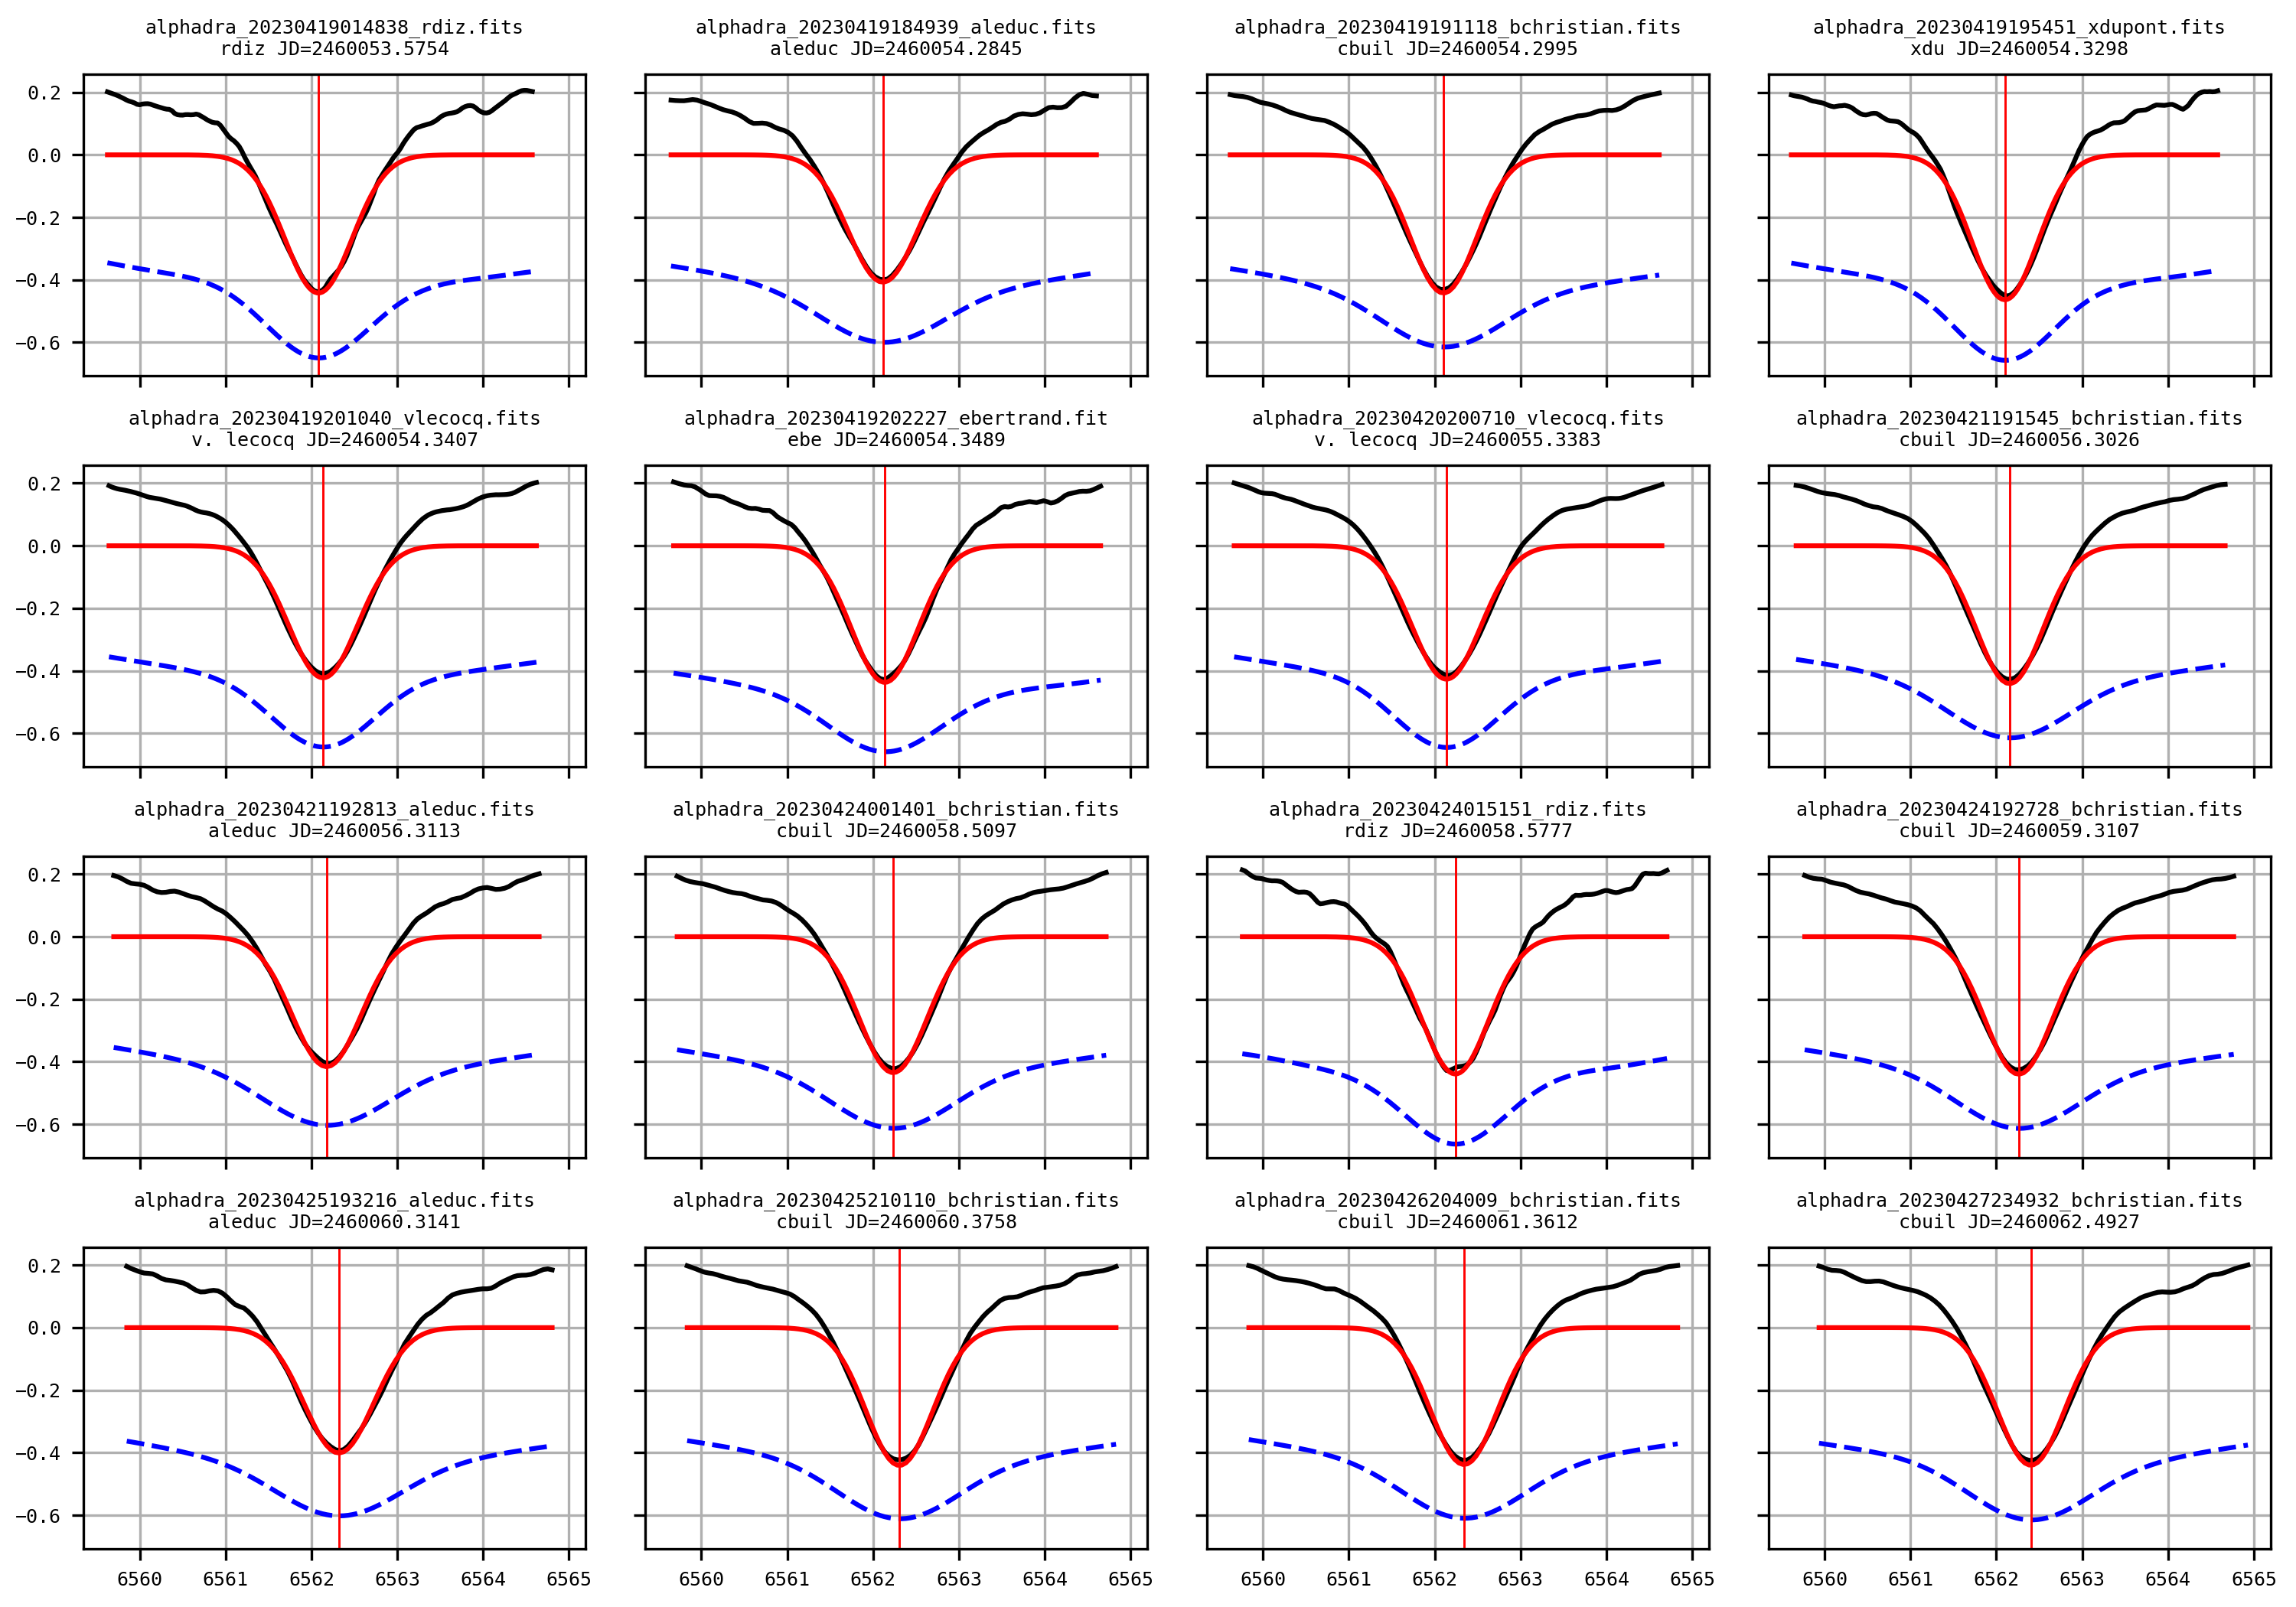 alphadra_20230419014838_rdiz.fits
rdiz JD=2460053.5754
alphadra_20230419184939_aleduc.fits
aleduc JD=2460054.2845
alphadra_20230419191118_bchristian.fits
cbuil JD=2460054.2995
alphadra_20230419195451_xdupont.fits
xdu JD=2460054.3298
0.2
0.0
−0.2
−0.4
−0.6
alphadra_20230419201040_vlecocq.fits
v. lecocq JD=2460054.3407
alphadra_20230419202227_ebertrand.fit
ebe JD=2460054.3489
alphadra_20230420200710_vlecocq.fits
v. lecocq JD=2460055.3383
alphadra_20230421191545_bchristian.fits
cbuil JD=2460056.3026
0.2
0.0
−0.2
−0.4
−0.6
alphadra_20230421192813_aleduc.fits
aleduc JD=2460056.3113
alphadra_20230424001401_bchristian.fits
cbuil JD=2460058.5097
alphadra_20230424015151_rdiz.fits
rdiz JD=2460058.5777
alphadra_20230424192728_bchristian.fits
cbuil JD=2460059.3107
0.2
0.0
−0.2
−0.4
−0.6
alphadra_20230425193216_aleduc.fits
aleduc JD=2460060.3141
alphadra_20230425210110_bchristian.fits
cbuil JD=2460060.3758
alphadra_20230426204009_bchristian.fits
cbuil JD=2460061.3612
alphadra_20230427234932_bchristian.fits
cbuil JD=2460062.4927
0.2
0.0
−0.2
−0.4
−0.6
6560 6561 6562 6563 6564 6565
6560 6561 6562 6563 6564 6565
6560 6561 6562 6563 6564 6565
6560 6561 6562 6563 6564 6565